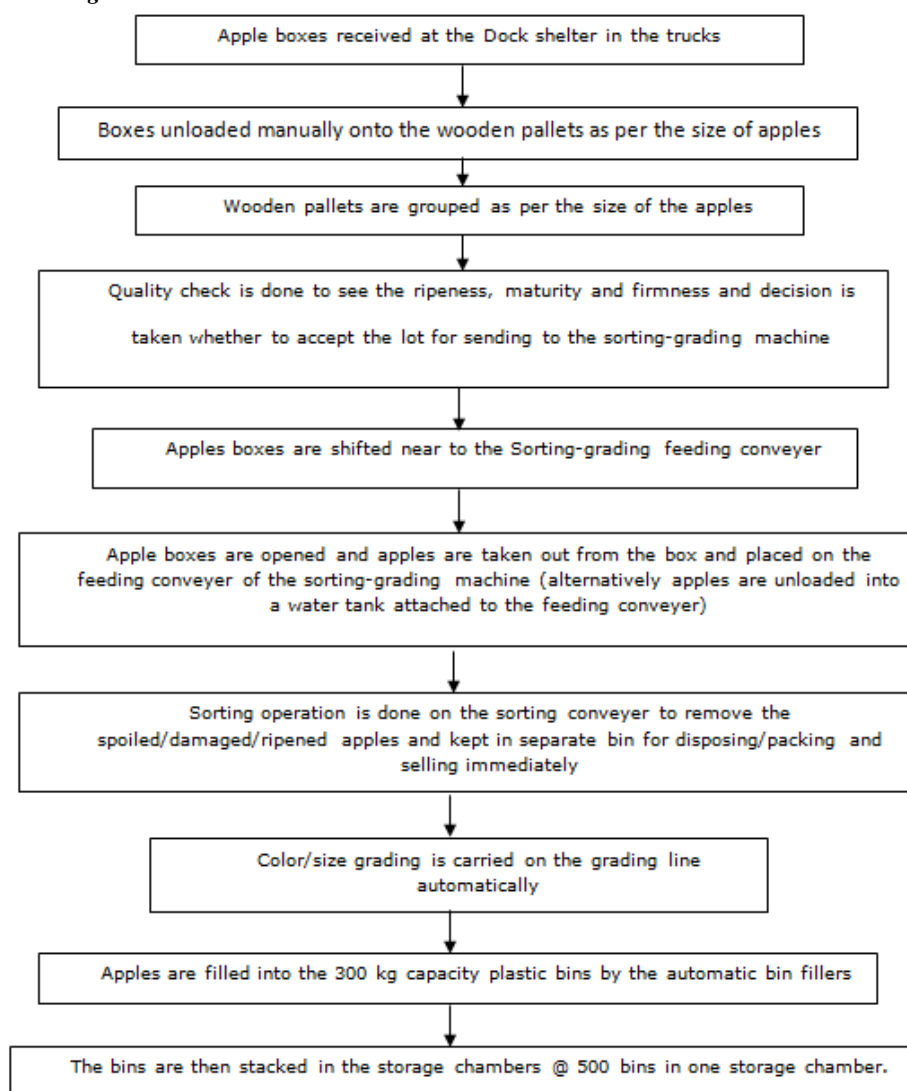 Apple boxes received at the Dock shelter in the trucks
Boxes unloaded manually onto the wooden pallets as per the size of apples
Wooden pallets are grouped as per the size of the apples
Quality check is done to see the ripeness, maturity and firmness and decision is
taken whether to accept the lot for sending to the sorting-grading machine
Apples boxes are shifted near to the Sorting-grading feeding conveyer
Apple boxes are opened and apples are taken out from the box and placed on the
feeding conveyer of the sorting-grading machine (alternatively apples are unloaded into
a water tank attached to the feeding conveyer)
Sorting operation is done on the sorting conveyer to remove the
spoiled/damaged/ripened apples and kept in separate bin for disposing/packing and
selling immediately
Color/size grading is carried on the grading line
automatically
Apples are filled into the 300 kg capacity plastic bins by the automatic bin fillers
The bins are then stacked in the storage chambers @ 500 bins in one storage chamber.